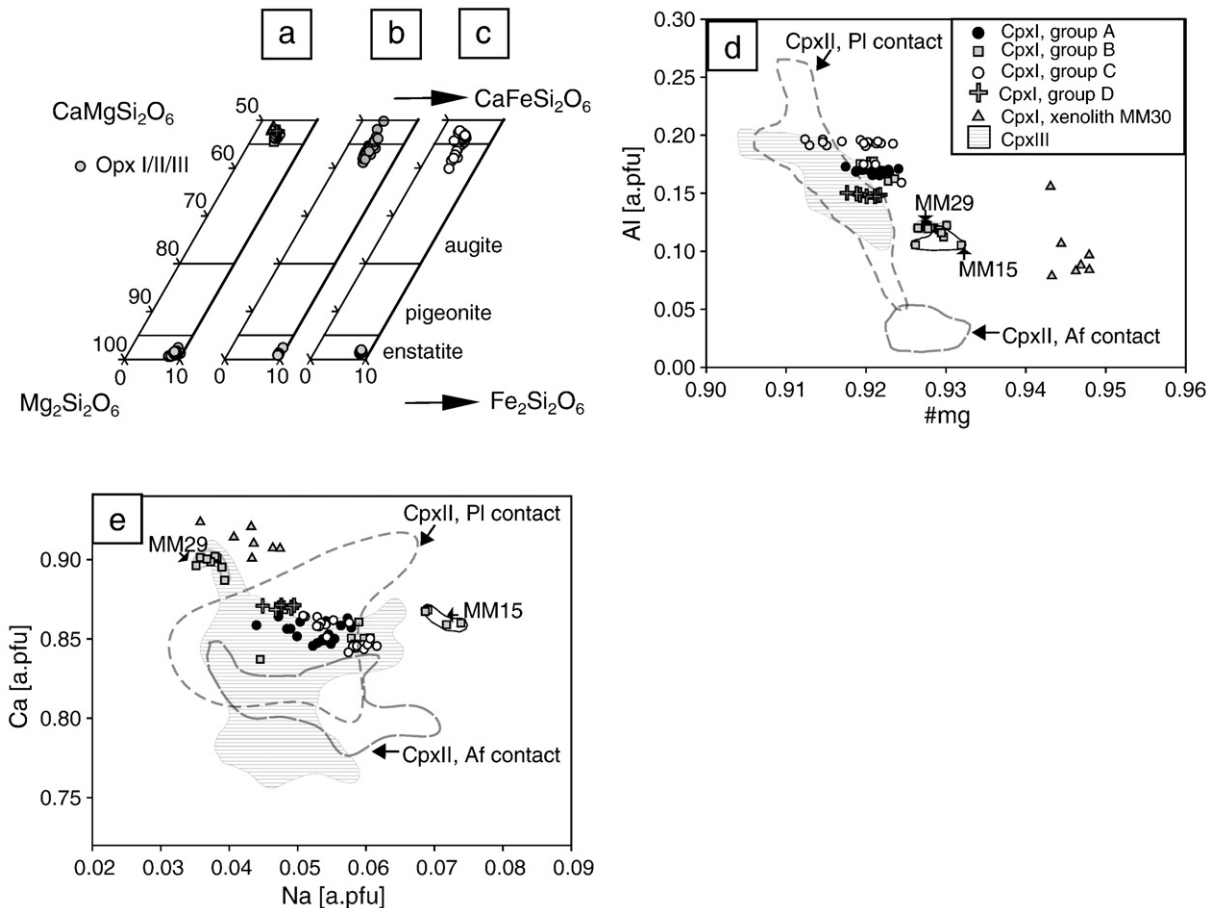 a
b
c
CaMgSi₂O₆
CaFeSi₂O₆
50
60
70
80
90
100
Opx I/II/III
augite
pigeonite
enstatite
0
10
0
10
0
10
Mg₂Si₂O₆
Fe₂Si₂O₆
d
CpxII, Pl contact
CpxI, group A
CpxI, group B
CpxI, group C
CpxI, group D
CpxI, xenolith MM30
CpxIII
MM29
MM15
CpxII, Af contact
Al [a.pfu]
0.30
0.25
0.20
0.15
0.10
0.05
0.00
0.90
0.91
0.92
0.93
0.94
0.95
0.96
#mg
e
CpxII, Pl contact
MM29
MM15
CpxII, Af contact
Ca [a.pfu]
0.90
0.85
0.80
0.75
0.02
0.03
0.04
0.05
0.06
0.07
0.08
0.09
Na [a.pfu]